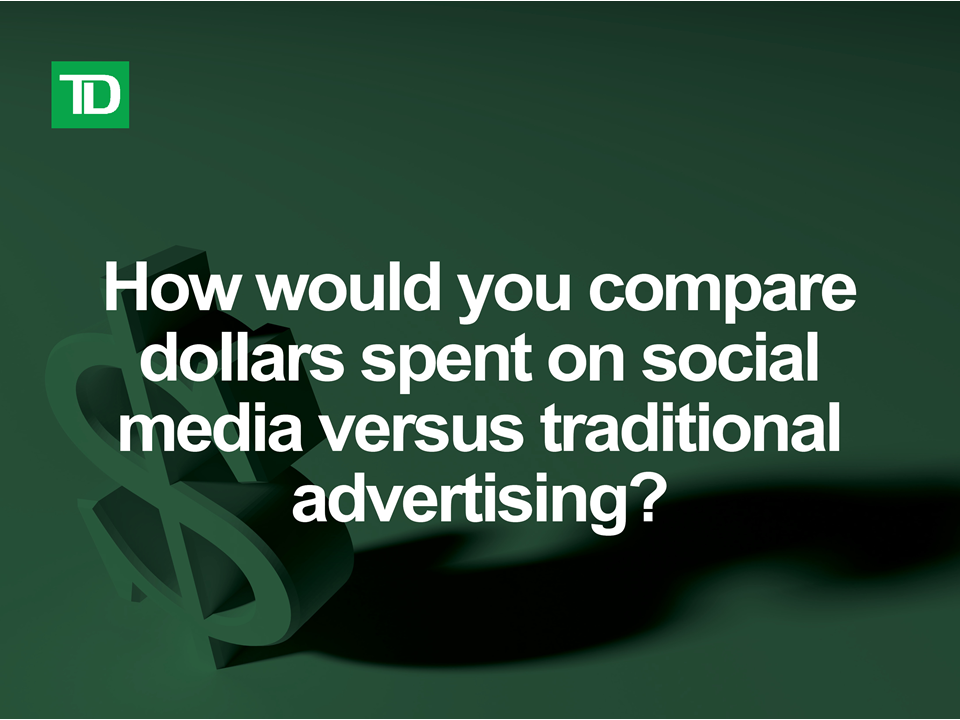 TD
How would you compare
dollars spent on social
media versus traditional
advertising?